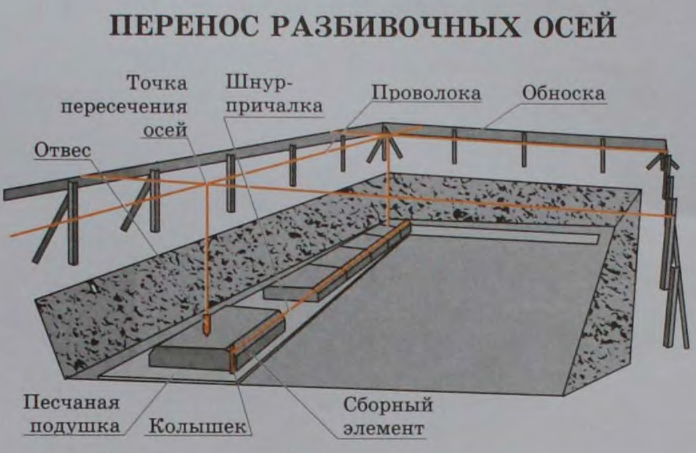 ПЕРЕНОС РАЗБИВОЧНЫХ ОСЕЙ
Точка
пересечения
осей
Шнур-
причалка
Проволока
Обноска
Отвес
Песчаная
подушка
Колышек
Сборный
элемент